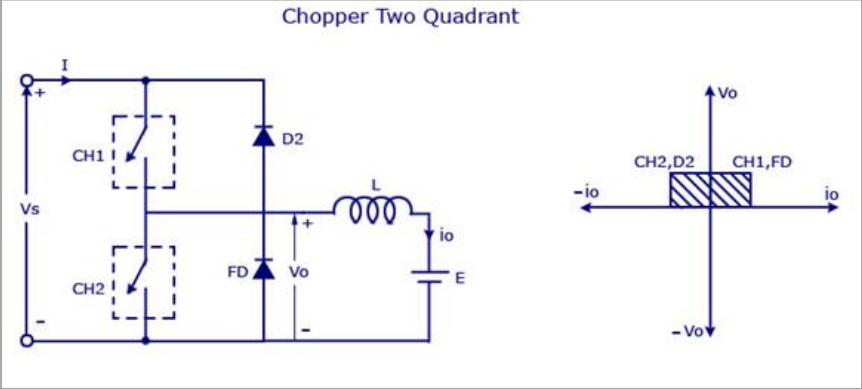 Chopper Two Quadrant
I
+
CH1
D2
Vs
L
+
io
CH2
FD
Vo
E
-
-
Vo
CH2,D2
CH1,FD
-io
io
-Vo